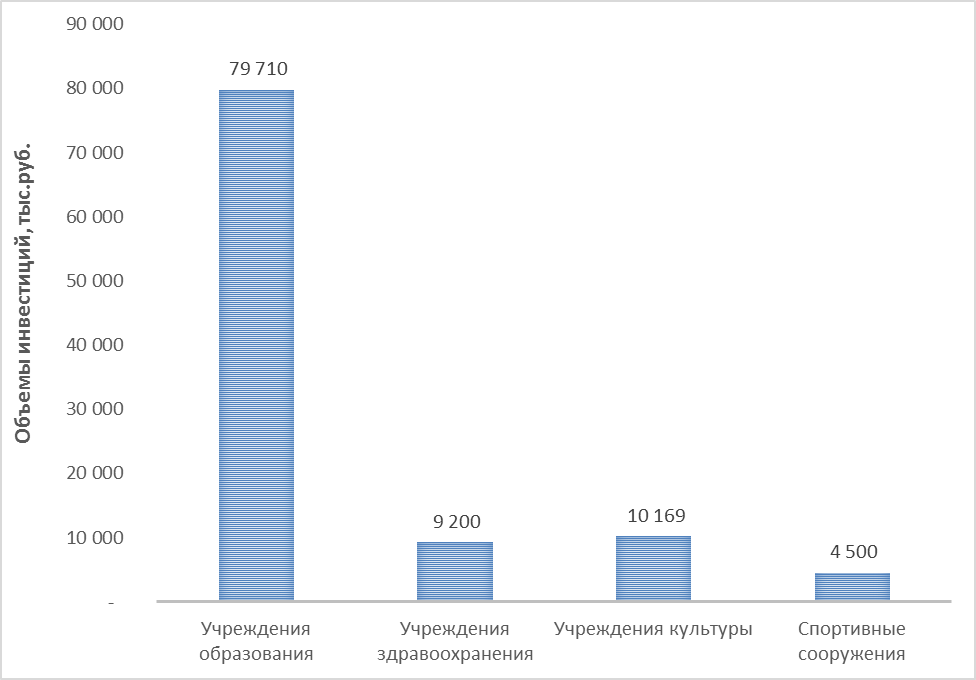 90 000
80 000
70 000
60 000
50 000
40 000
30 000
20 000
10 000
-
Объемы инвестиций, тыс.руб.
79 710
9 200
10 169
4 500
Учреждения
образования
Учреждения
здравоохранения
Учреждения культуры
Спортивные
сооружения